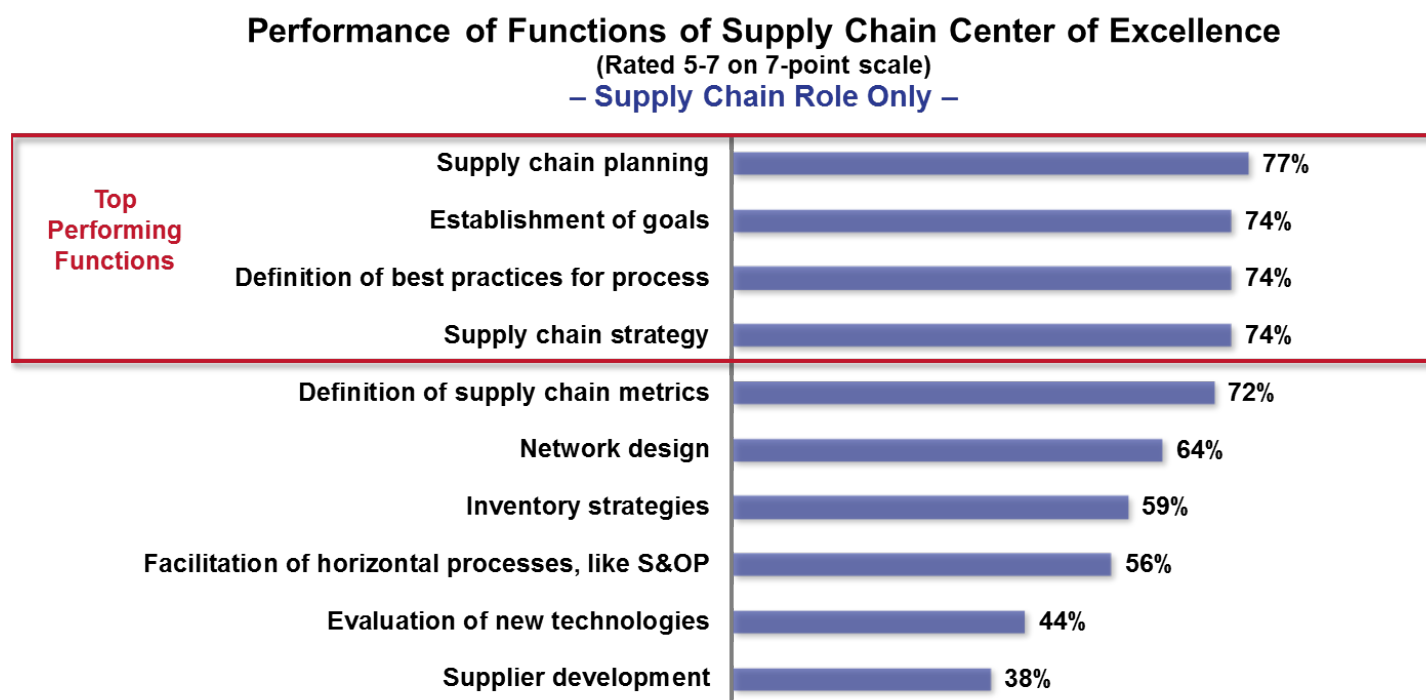 Performance of Functions of Supply Chain Center of Excellence
(Rated 5-7 on 7-point scale)
– Supply Chain Role Only –
Top
Performing
Functions
Supply chain planning 77%
Establishment of goals 74%
Definition of best practices for process 74%
Supply chain strategy 74%
Definition of supply chain metrics 72%
Network design 64%
Inventory strategies 59%
Facilitation of horizontal processes, like S&OP 56%
Evaluation of new technologies 44%
Supplier development 38%